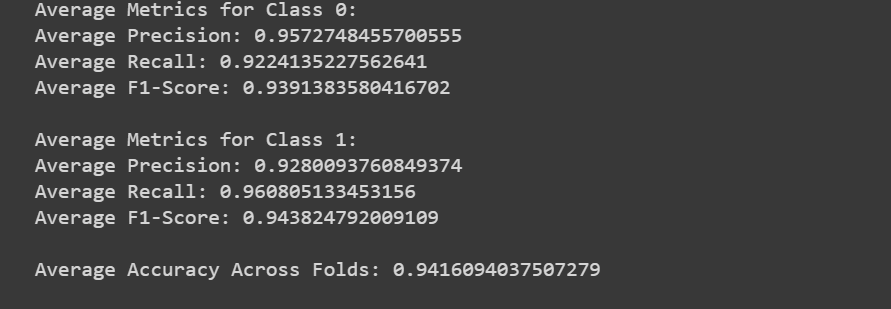 Average Metrics for Class 0:
Average Precision: 0.9572748455700555
Average Recall: 0.9224135227562641
Average F1-Score: 0.9391383580416702
Average Metrics for Class 1:
Average Precision: 0.9280093760849374
Average Recall: 0.960805133453156
Average F1-Score: 0.943824792009109
Average Accuracy Across Folds: 0.9416094037507279